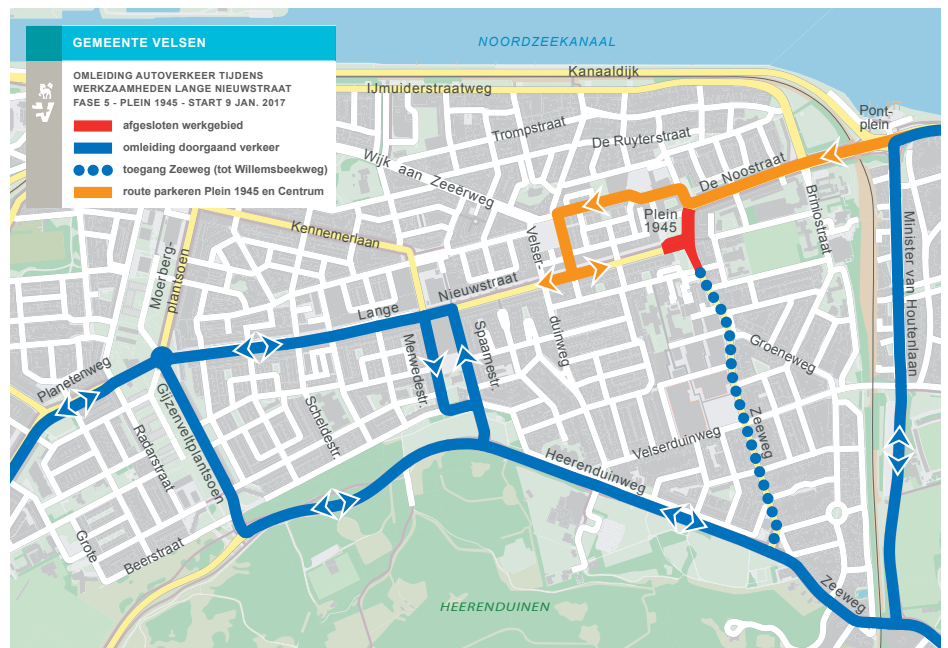 GEMEENTE VELSEN
OMLEIDING AUTOVERKEER TIJDENS
WERKZAAMHEDEN LANGE NIEUWSTRAAT
FASE 5 - PLEIN 1945 - START 9 JAN. 2017
afgesloten werkgebied
omleiding doorgaand verkeer
toegang Zeeweg (tot Willemsbeekweg)
route parkeren Plein 1945 en Centrum
NOORDZEEKANAAL
Kanaaldijk
IJmuiderstraatweg
Trompstraat
De Ruyterstraat
Pont-
plein
Wijk aan Zeeërweg
De Noostraat
Briniostraat
Plein
1945
Kennemerlaan
Velser-
duinweg
Minister van Houtenlaan
Moerberg-
plantsoen
Lange
Nieuwstraat
Groeneweg
Planetenweg
Merwedestr.
Spaarnestr.
Gijzenveltplantsoen
Scheldestr.
Radarstraat
Velserduinweg
Zeeweg
Heerenduinweg
Grote
Beerstraat
Zeeweg
HEERENDUINEN